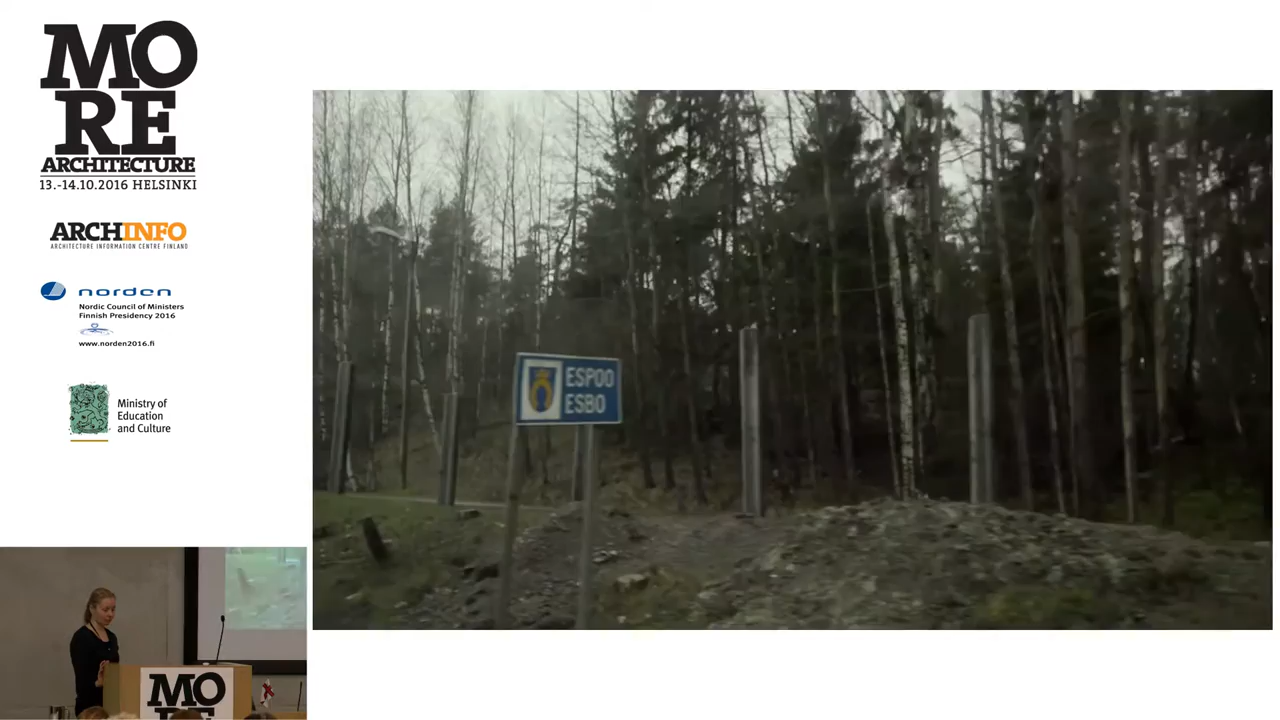 MO
RE
ARCHITECTURE
13.-14.10.2016 HELSINKI
ARCHINFO
ARCHITECTURE INFORMATION CENTRE FINLAND
norden
Nordic Council of Ministers
Finnish Presidency 2016
www.norden2016.fi
Ministry of
Education
and Culture
ESPOO
ESBO
MO
RE